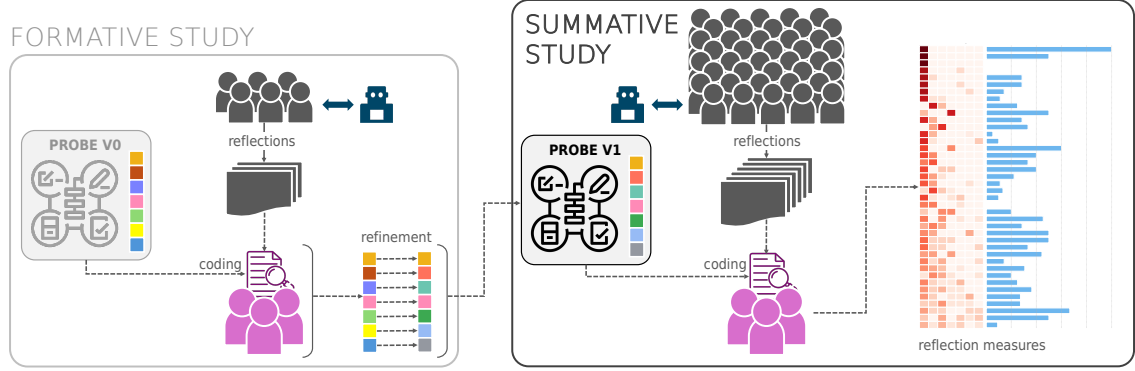 FORMATIVE STUDY
PROBE V0
reflections
coding
refinement
SUMMATIVE
STUDY
PROBE V1
reflections
coding
reflection measures